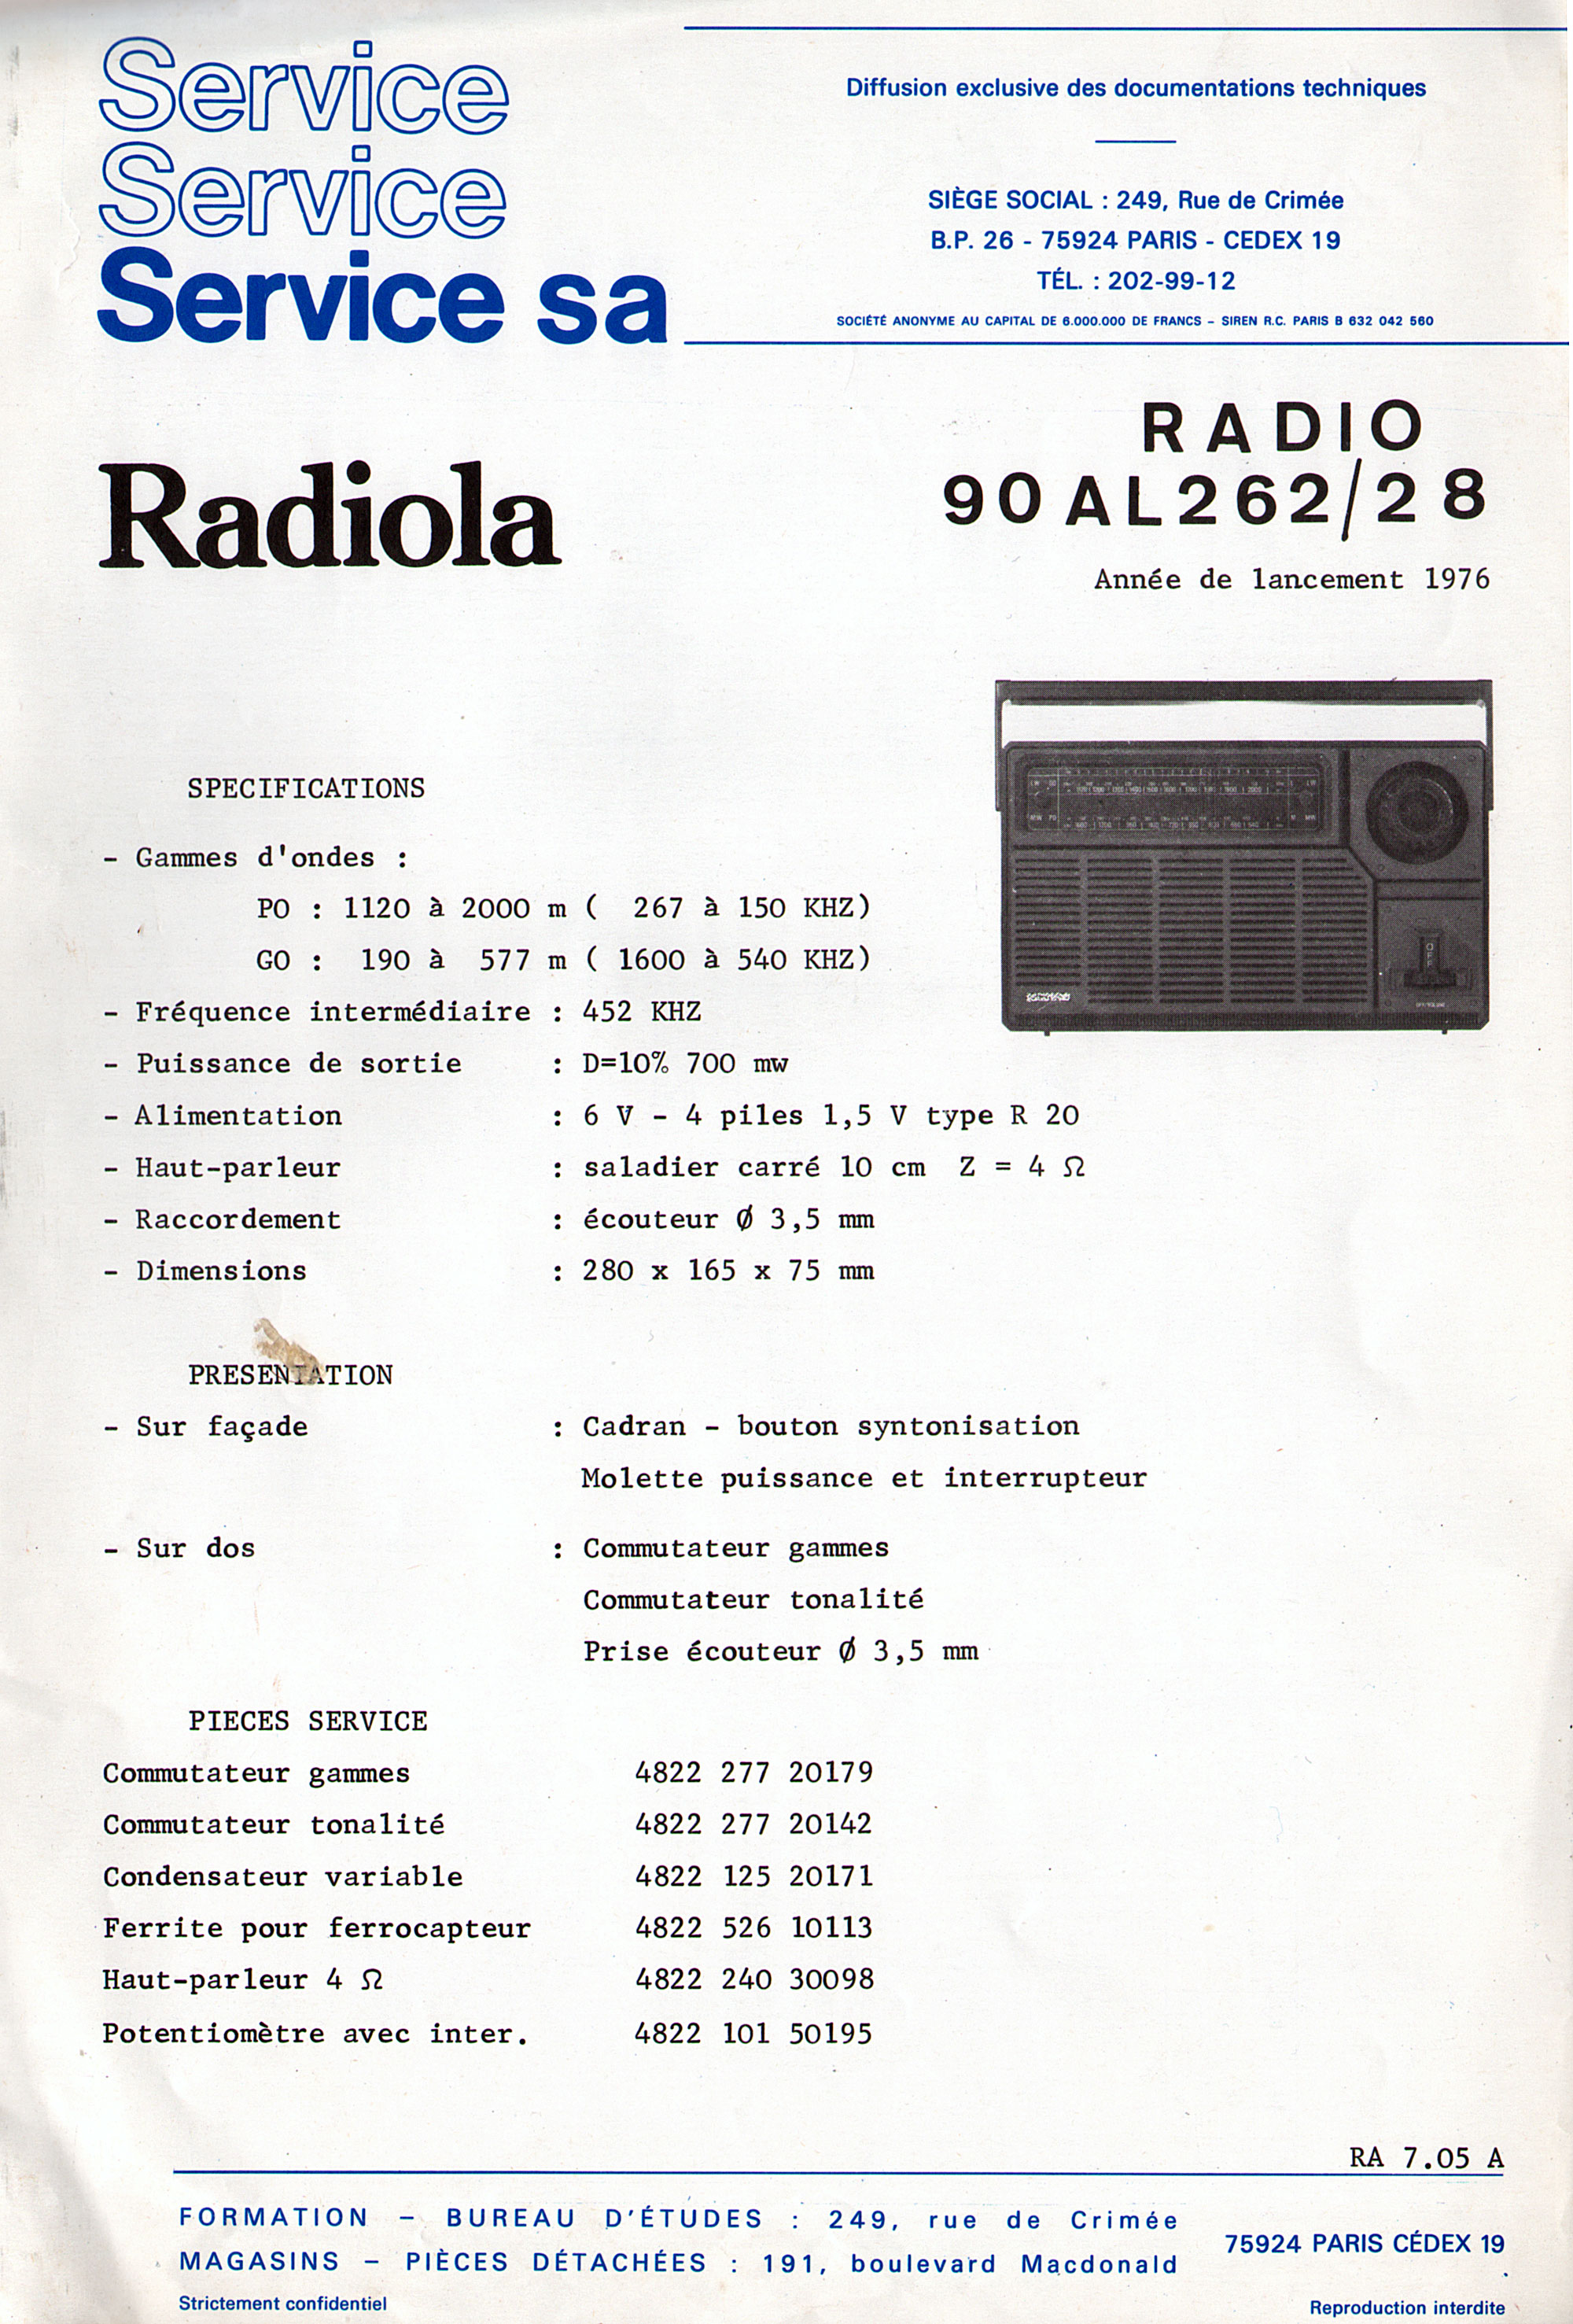 Service
Service
Service sa
Diffusion exclusive des documentations techniques
SIÈGE SOCIAL : 249, Rue de Crimée
B.P. 26 - 75924 PARIS - CEDEX 19
TÉL. : 202-99-12
SOCIÉTÉ ANONYME AU CAPITAL DE 6.000.000 DE FRANCS – SIREN R.C. PARIS B 632 042 560
RADIO
90AL262/28
Radiola
Année de lancement 1976
SPECIFICATIONS
- Gammes d'ondes :
PO : 1120 à 2000 m ( 267 à 150 KHZ)
GO : 190 à 577 m ( 1600 à 540 KHZ)
- Fréquence intermédiaire : 452 KHZ
- Puissance de sortie : D=10% 700 mw
- Alimentation : 6 V - 4 piles 1,5 V type R 20
- Haut-parleur : saladier carré 10 cm Z = 4 Ω
- Raccordement : écouteur Ø 3,5 mm
- Dimensions : 280 x 165 x 75 mm
PRESENTATION
- Sur façade : Cadran - bouton syntonisation
Molette puissance et interrupteur
- Sur dos : Commutateur gammes
Commutateur tonalité
Prise écouteur Ø 3,5 mm
PIECES SERVICE
Commutateur gammes 4822 277 20179
Commutateur tonalité 4822 277 20142
Condensateur variable 4822 125 20171
Ferrite pour ferrocapteur 4822 526 10113
Haut-parleur 4 Ω 4822 240 30098
Potentiomètre avec inter. 4822 101 50195
RA 7.05 A
FORMATION – BUREAU D'ÉTUDES : 249, rue de Crimée
MAGASINS – PIÈCES DÉTACHÉES : 191, boulevard Macdonald
75924 PARIS CÉDEX 19
Strictement confidentiel
Reproduction interdite